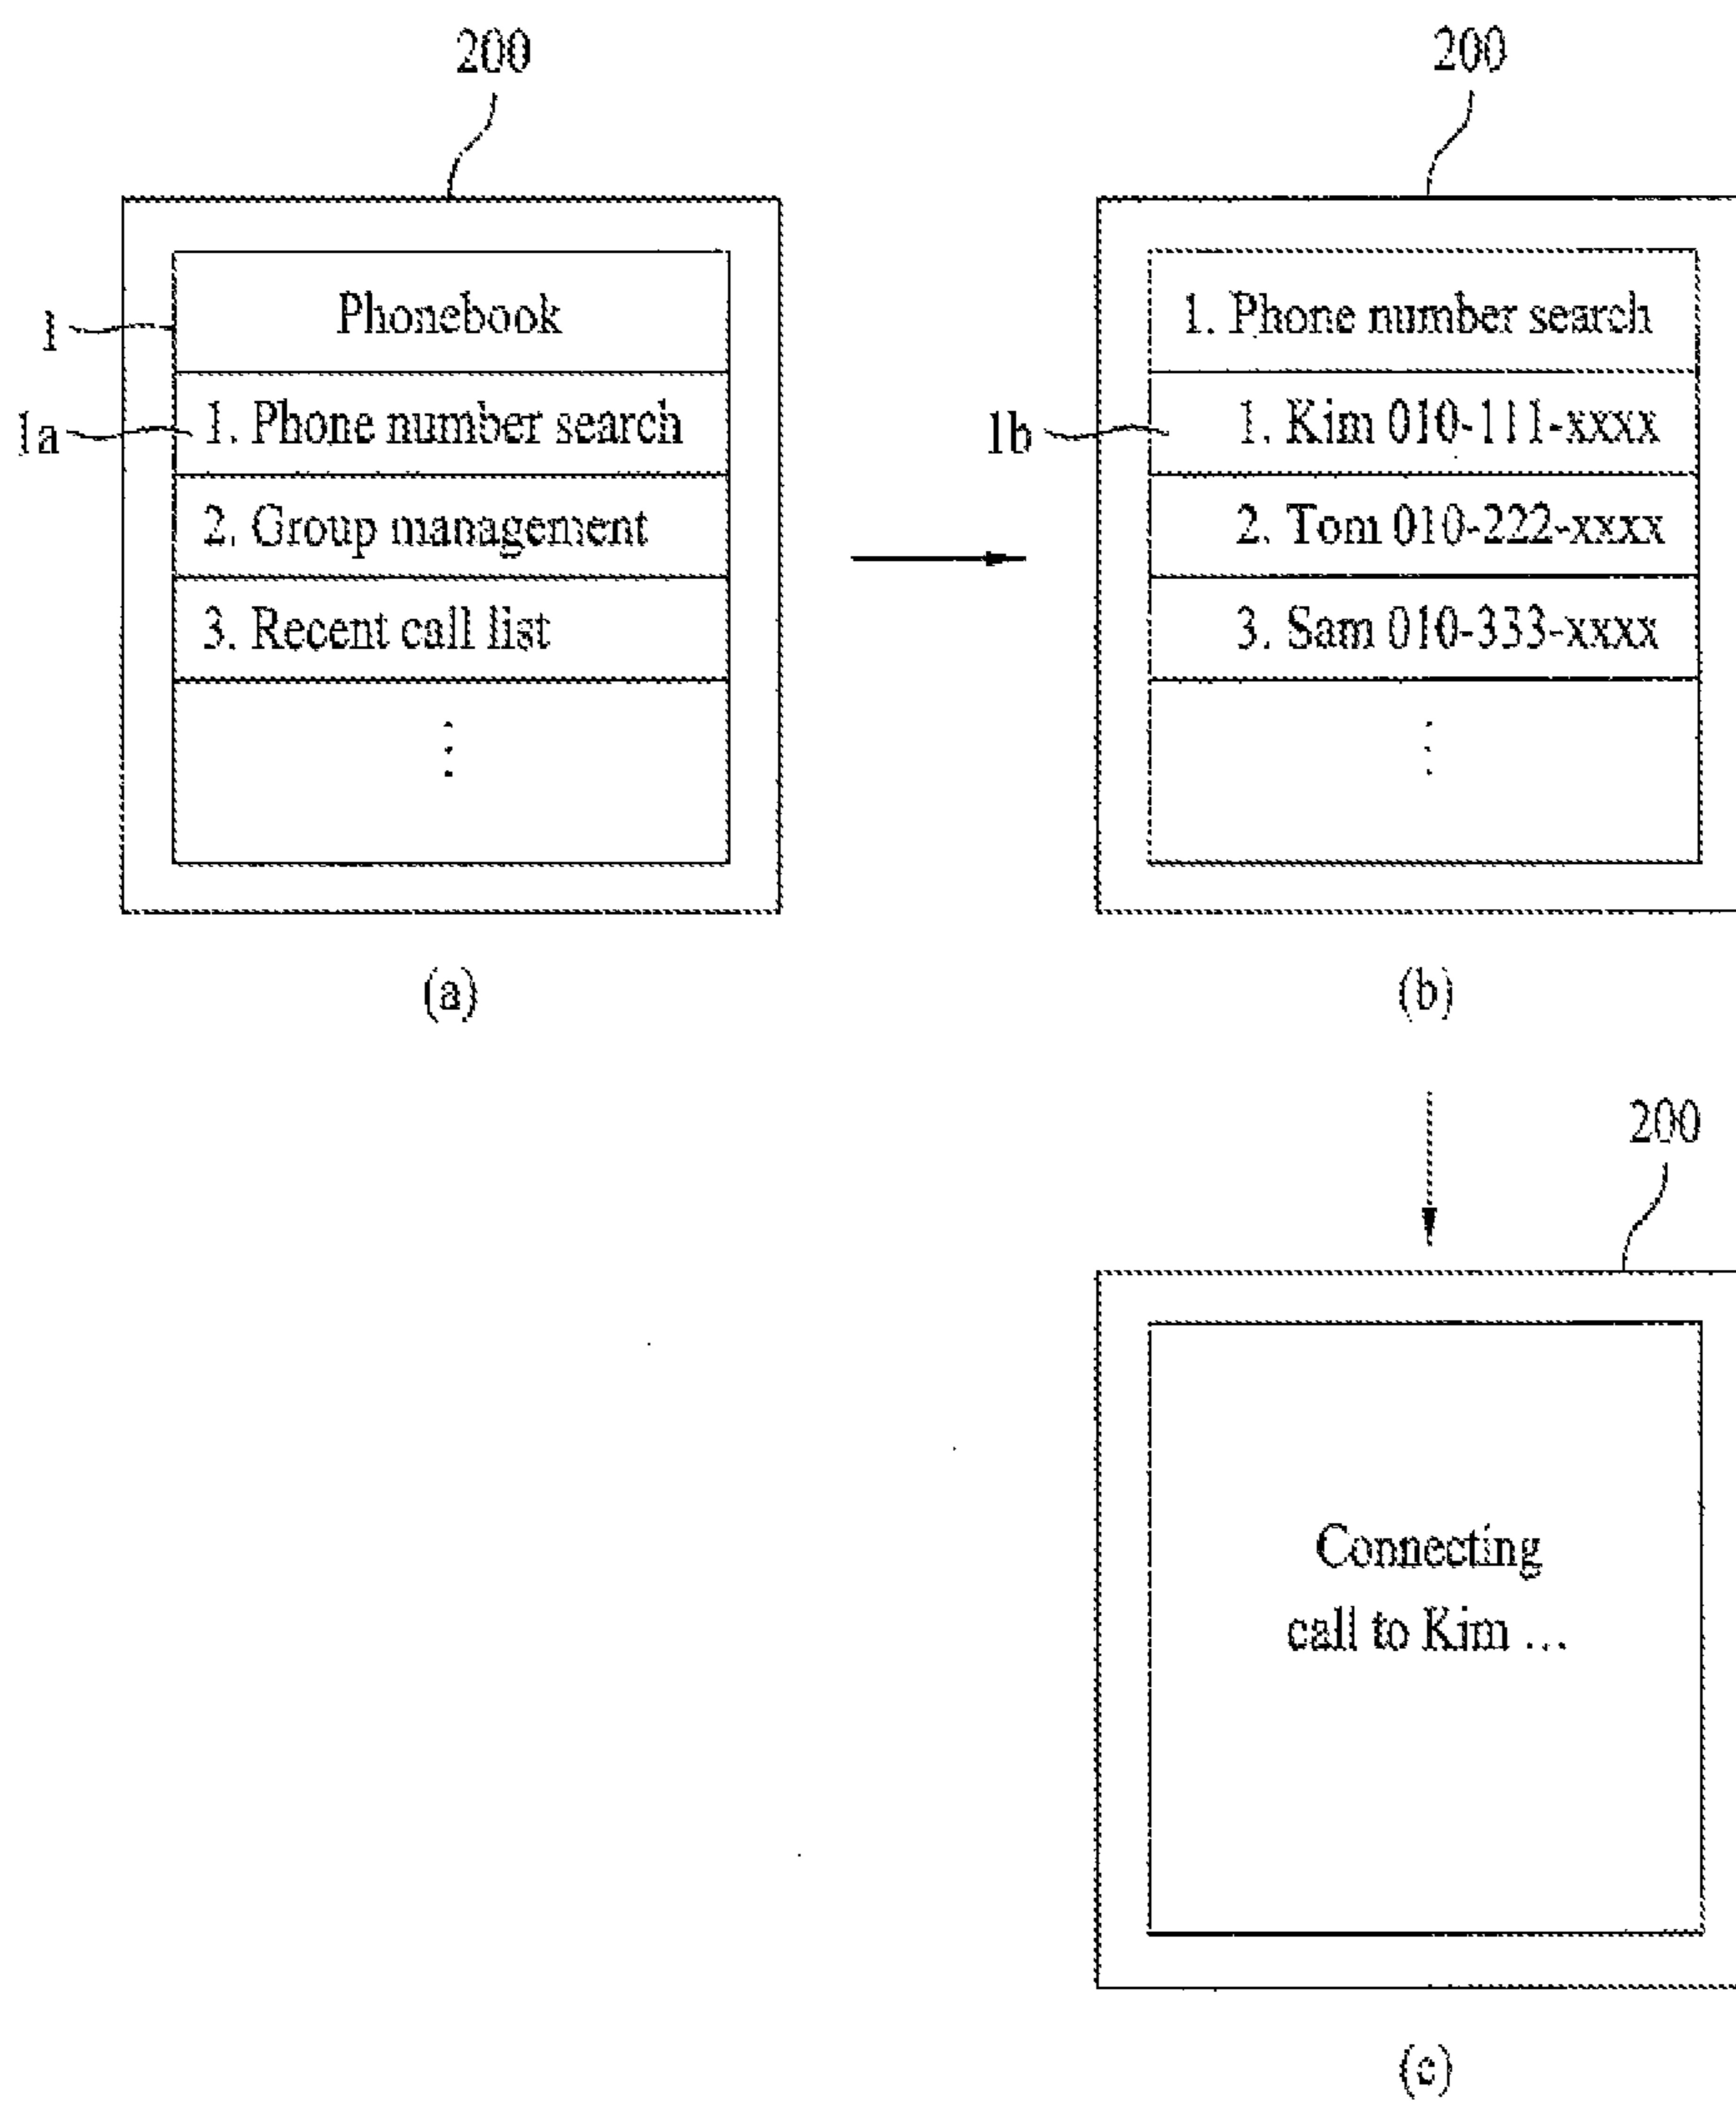 200
Phonebook
1
1a
1. Phone number search
2. Group management
3. Recent call list
⋮
(a)
200
1. Phone number search
1b
1. Kim 010-111-xxxx
2. Tom 010-222-xxxx
3. Sam 010-333-xxxx
⋮
(b)
200
Connecting
call to Kim ...
(c)